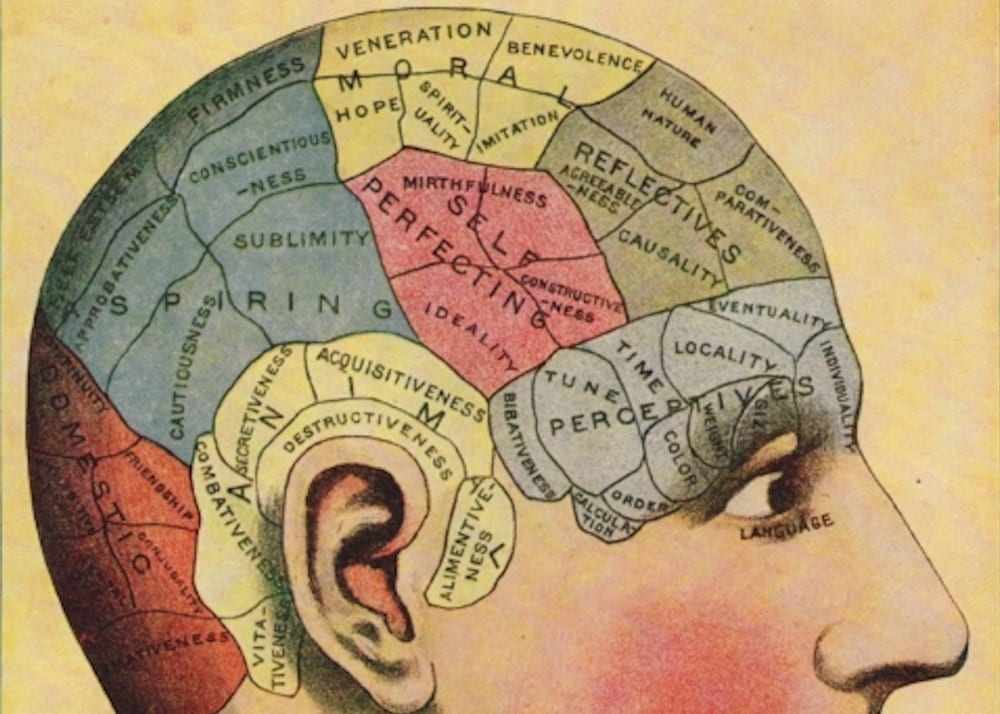 VENERATION
BENEVOLENCE
MORAL
FIRMNESS
HOPE
SPIRIT-
UALITY
IMITATION
HUMAN
NATURE
CONSCIENTIOUS
-NESS
REFLECTIVES
AGREEABLE
-NESS
COM-
PARATIVENESS
CAUSALITY
MIRTHFULNESS
SELF
PERFECTING
CONSTRUCTIVE
-NESS
IDEALITY
SUBLIMITY
APPROBATIVENESS
SPIRING
CAUTIOUSNESS
EVENTUALITY
INDIVIDUALITY
LOCALITY
TIME
TUNE
PERCEPTIVES
WEIGHT
COLOR
ORDER
CALCULA-
TION
BIBATIVENESS
LANGUAGE
ACQUISITIVENESS
SECRETIVENESS
DESTRUCTIVENESS
ANIMAL
COMBATIVENESS
ALIMENTIVE-
NESS
VITA-
TIVENESS
DOMESTIC
FRIENDSHIP
CONJUGALITY